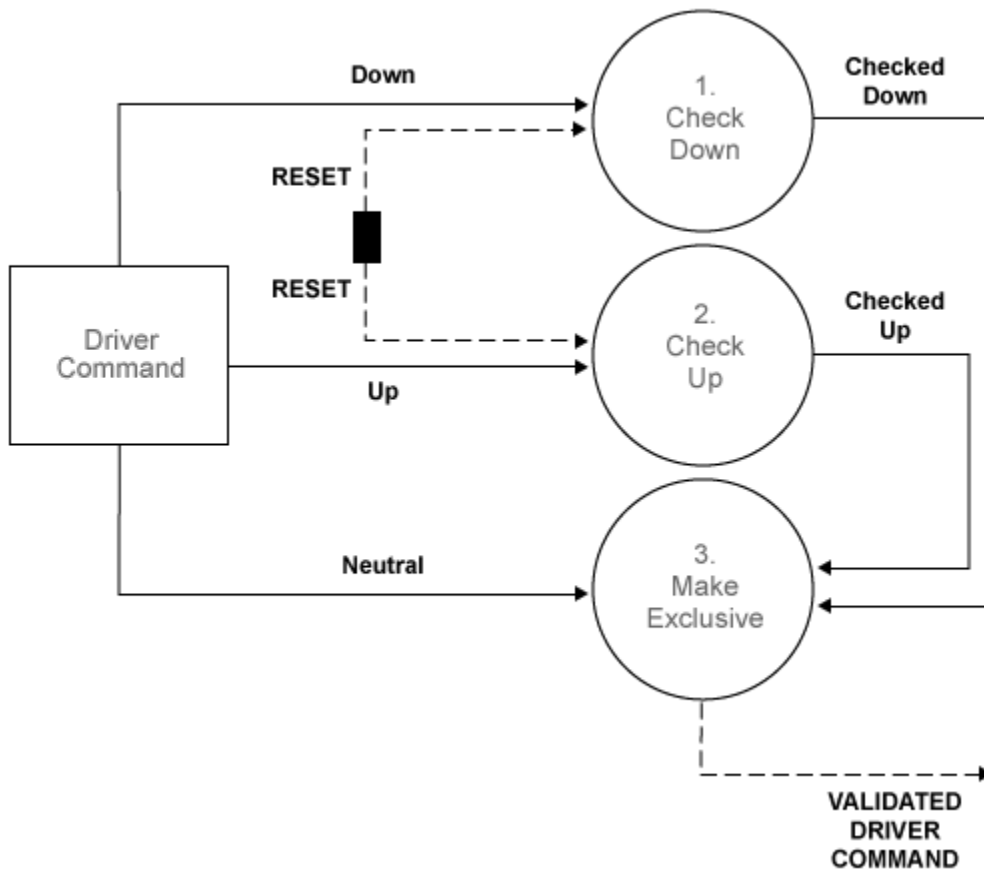 Down
Checked
Down
1.
Check
Down
RESET
RESET
Driver
Command
2.
Check
Up
Checked
Up
Up
Neutral
3.
Make
Exclusive
VALIDATED
DRIVER
COMMAND